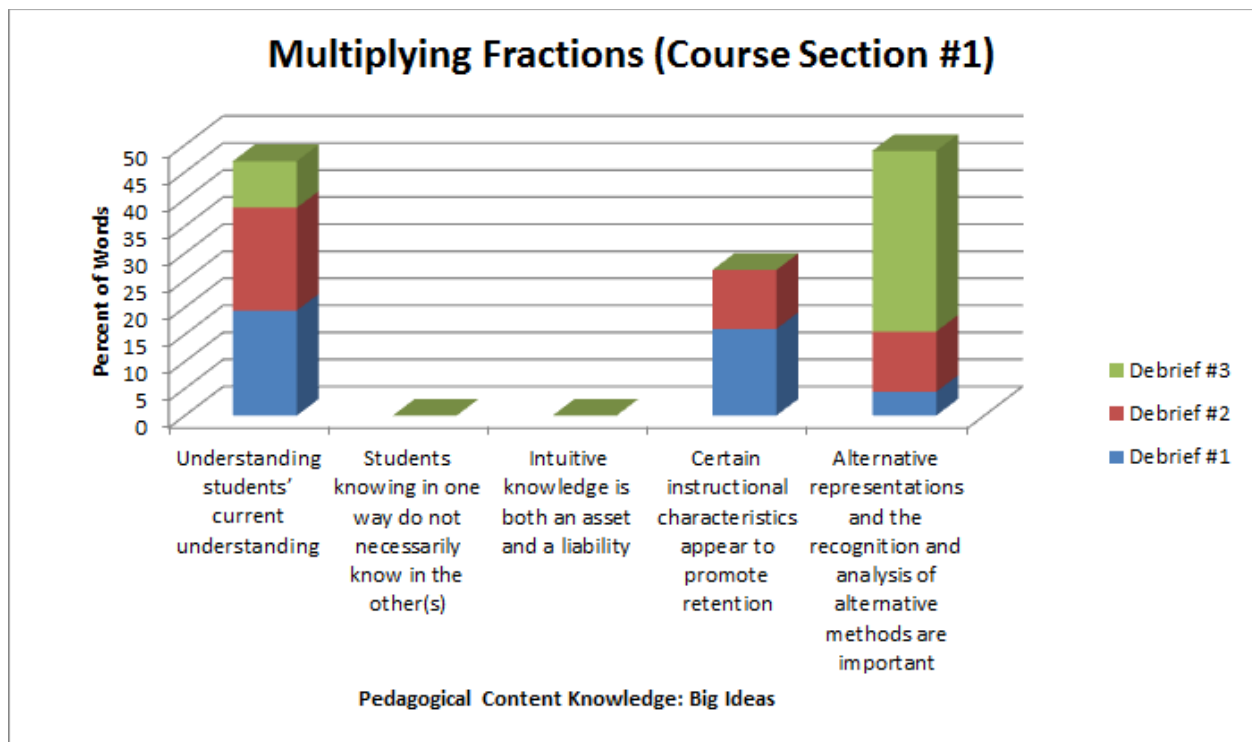 Multiplying Fractions (Course Section #1)
50
45
40
35
30
25
20
15
10
5
0
Percent of Words
Understanding
students’
current
understanding
Students
knowing in one
way do not
necessarily
know in the
other(s)
Intuitive
knowledge is
both an asset
and a liability
Certain
instructional
characteristics
appear to
promote
retention
Alternative
representations
and the
recognition and
analysis of
alternative
methods are
important
Pedagogical Content Knowledge: Big Ideas
Debrief #3
Debrief #2
Debrief #1